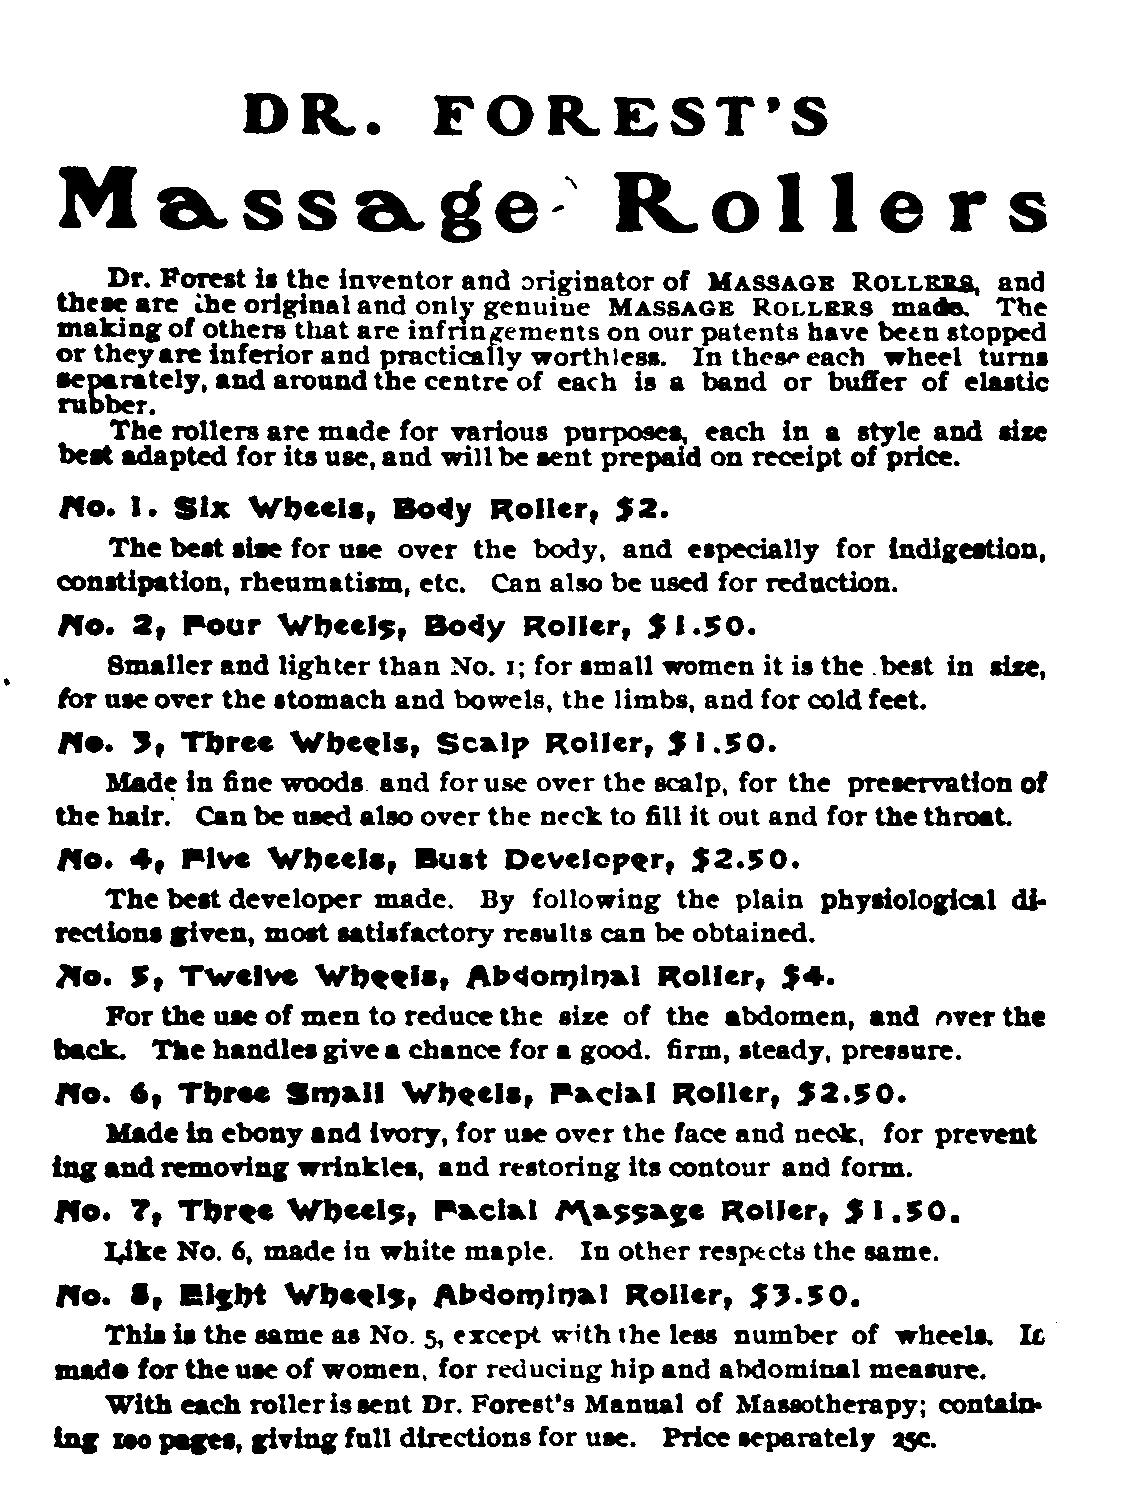 DR. FOREST'S
Massage Rollers
Dr. Forest is the inventor and originator of MASSAGE ROLLERS, and
these are the original and only genuine MASSAGE ROLLERS made. The
making of others that are infringements on our patents have been stopped
or they are inferior and practically worthless. In these each wheel turns
separately, and around the centre of each is a band or buffer of elastic
rubber.
The rollers are made for various purposes, each in a style and size
best adapted for its use, and will be sent prepaid on receipt of price.
No. 1. Six Wheels, Body Roller, $2.
The best size for use over the body, and especially for indigestion,
constipation, rheumatism, etc. Can also be used for reduction.
No. 2, Four Wheels, Body Roller, $1.50.
Smaller and lighter than No. 1; for small women it is the best in size,
for use over the stomach and bowels, the limbs, and for cold feet.
No. 3, Three Wheels, Scalp Roller, $1.50.
Made in fine woods and for use over the scalp, for the preservation of
the hair. Can be used also over the neck to fill it out and for the throat.
No. 4, Five Wheels, Bust Developer, $2.50.
The best developer made. By following the plain physiological di-
rections given, most satisfactory results can be obtained.
No. 5, Twelve Wheels, Abdominal Roller, $4.
For the use of men to reduce the size of the abdomen, and over the
back. The handles give a chance for a good. firm, steady, pressure.
No. 6, Three Small Wheels, Facial Roller, $2.50.
Made in ebony and ivory, for use over the face and neck, for prevent
ing and removing wrinkles, and restoring its contour and form.
No. 7, Three Wheels, Facial Massage Roller, $1.50.
Like No. 6, made in white maple. In other respects the same.
No. 8, Eight Wheels, Abdominal Roller, $3.50.
This is the same as No. 5, except with the less number of wheels. Is
made for the use of women, for reducing hip and abdominal measure.
With each roller is sent Dr. Forest's Manual of Massotherapy; contain-
ing 100 pages, giving full directions for use. Price separately 25c.